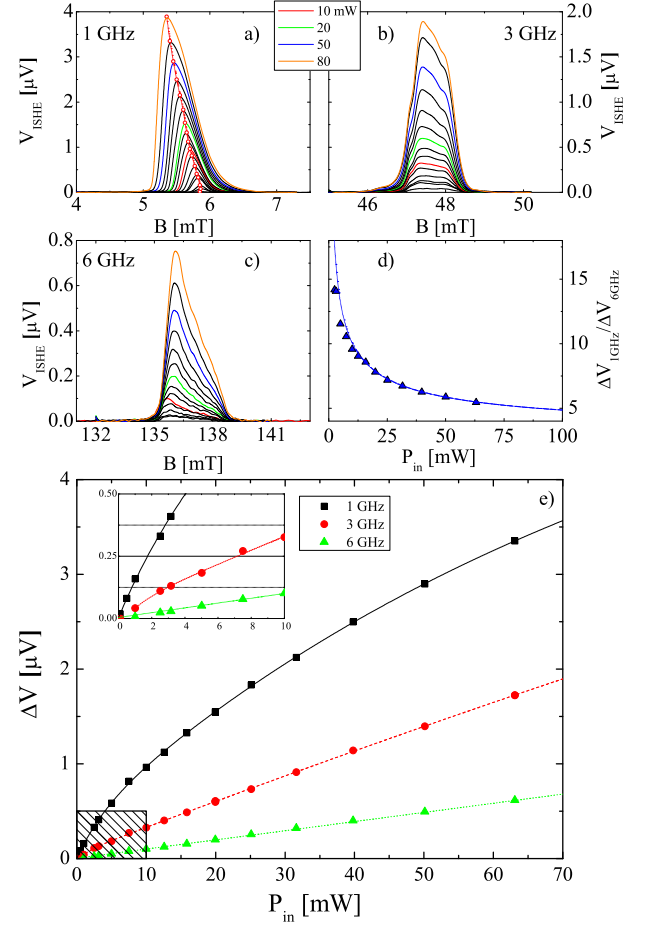 1 GHz
a)
10 mW
20
50
80
b)
3 GHz
4
3
2
1
0
V_ISHE [μV]
4
5
6
7
B [mT]
2.0
1.5
1.0
0.5
0.0
V_ISHE [μV]
46
48
50
B [mT]
6 GHz
c)
d)
0.8
0.6
0.4
0.2
0.0
V_ISHE [μV]
132
135
138
141
B [mT]
15
10
5
ΔV_1GHz/ΔV_6GHz
0
25
50
75
100
P_in [mW]
e)
1 GHz
3 GHz
6 GHz
0.50
0.25
0.00
0
2
4
6
8
10
4
3
2
1
0
ΔV [μV]
0
10
20
30
40
50
60
70
P_in [mW]